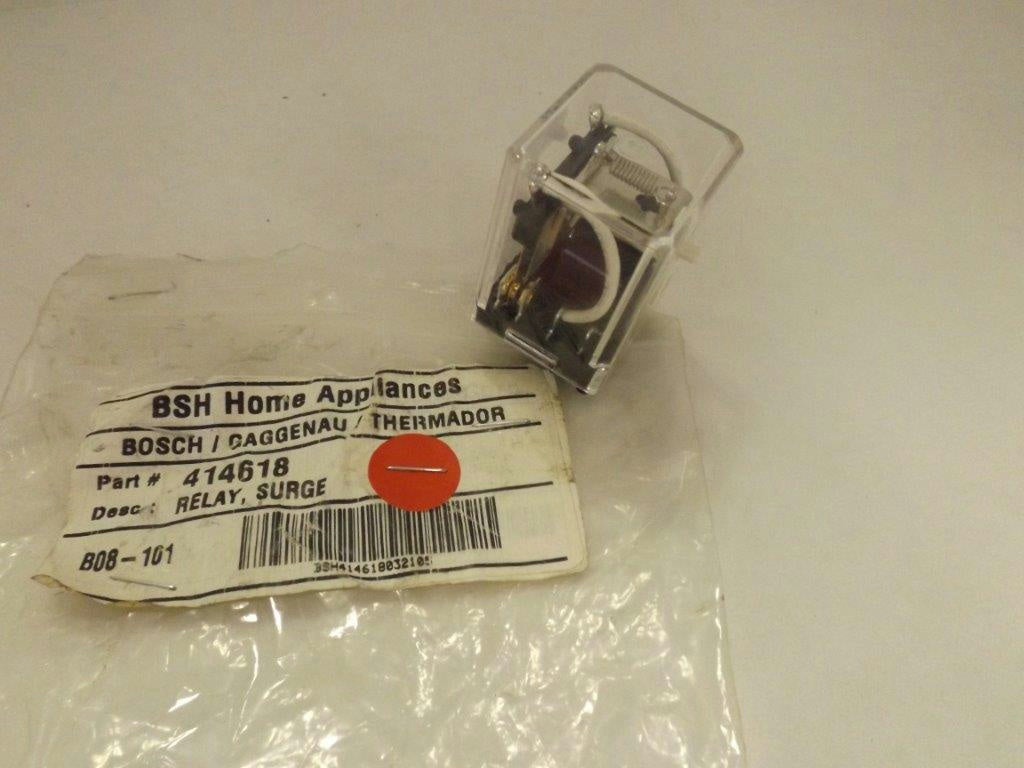 BSH Home Appliances
BOSCH / GAGGENAU / THERMADOR
Part # 414618
Desc : RELAY, SURGE
B08-101